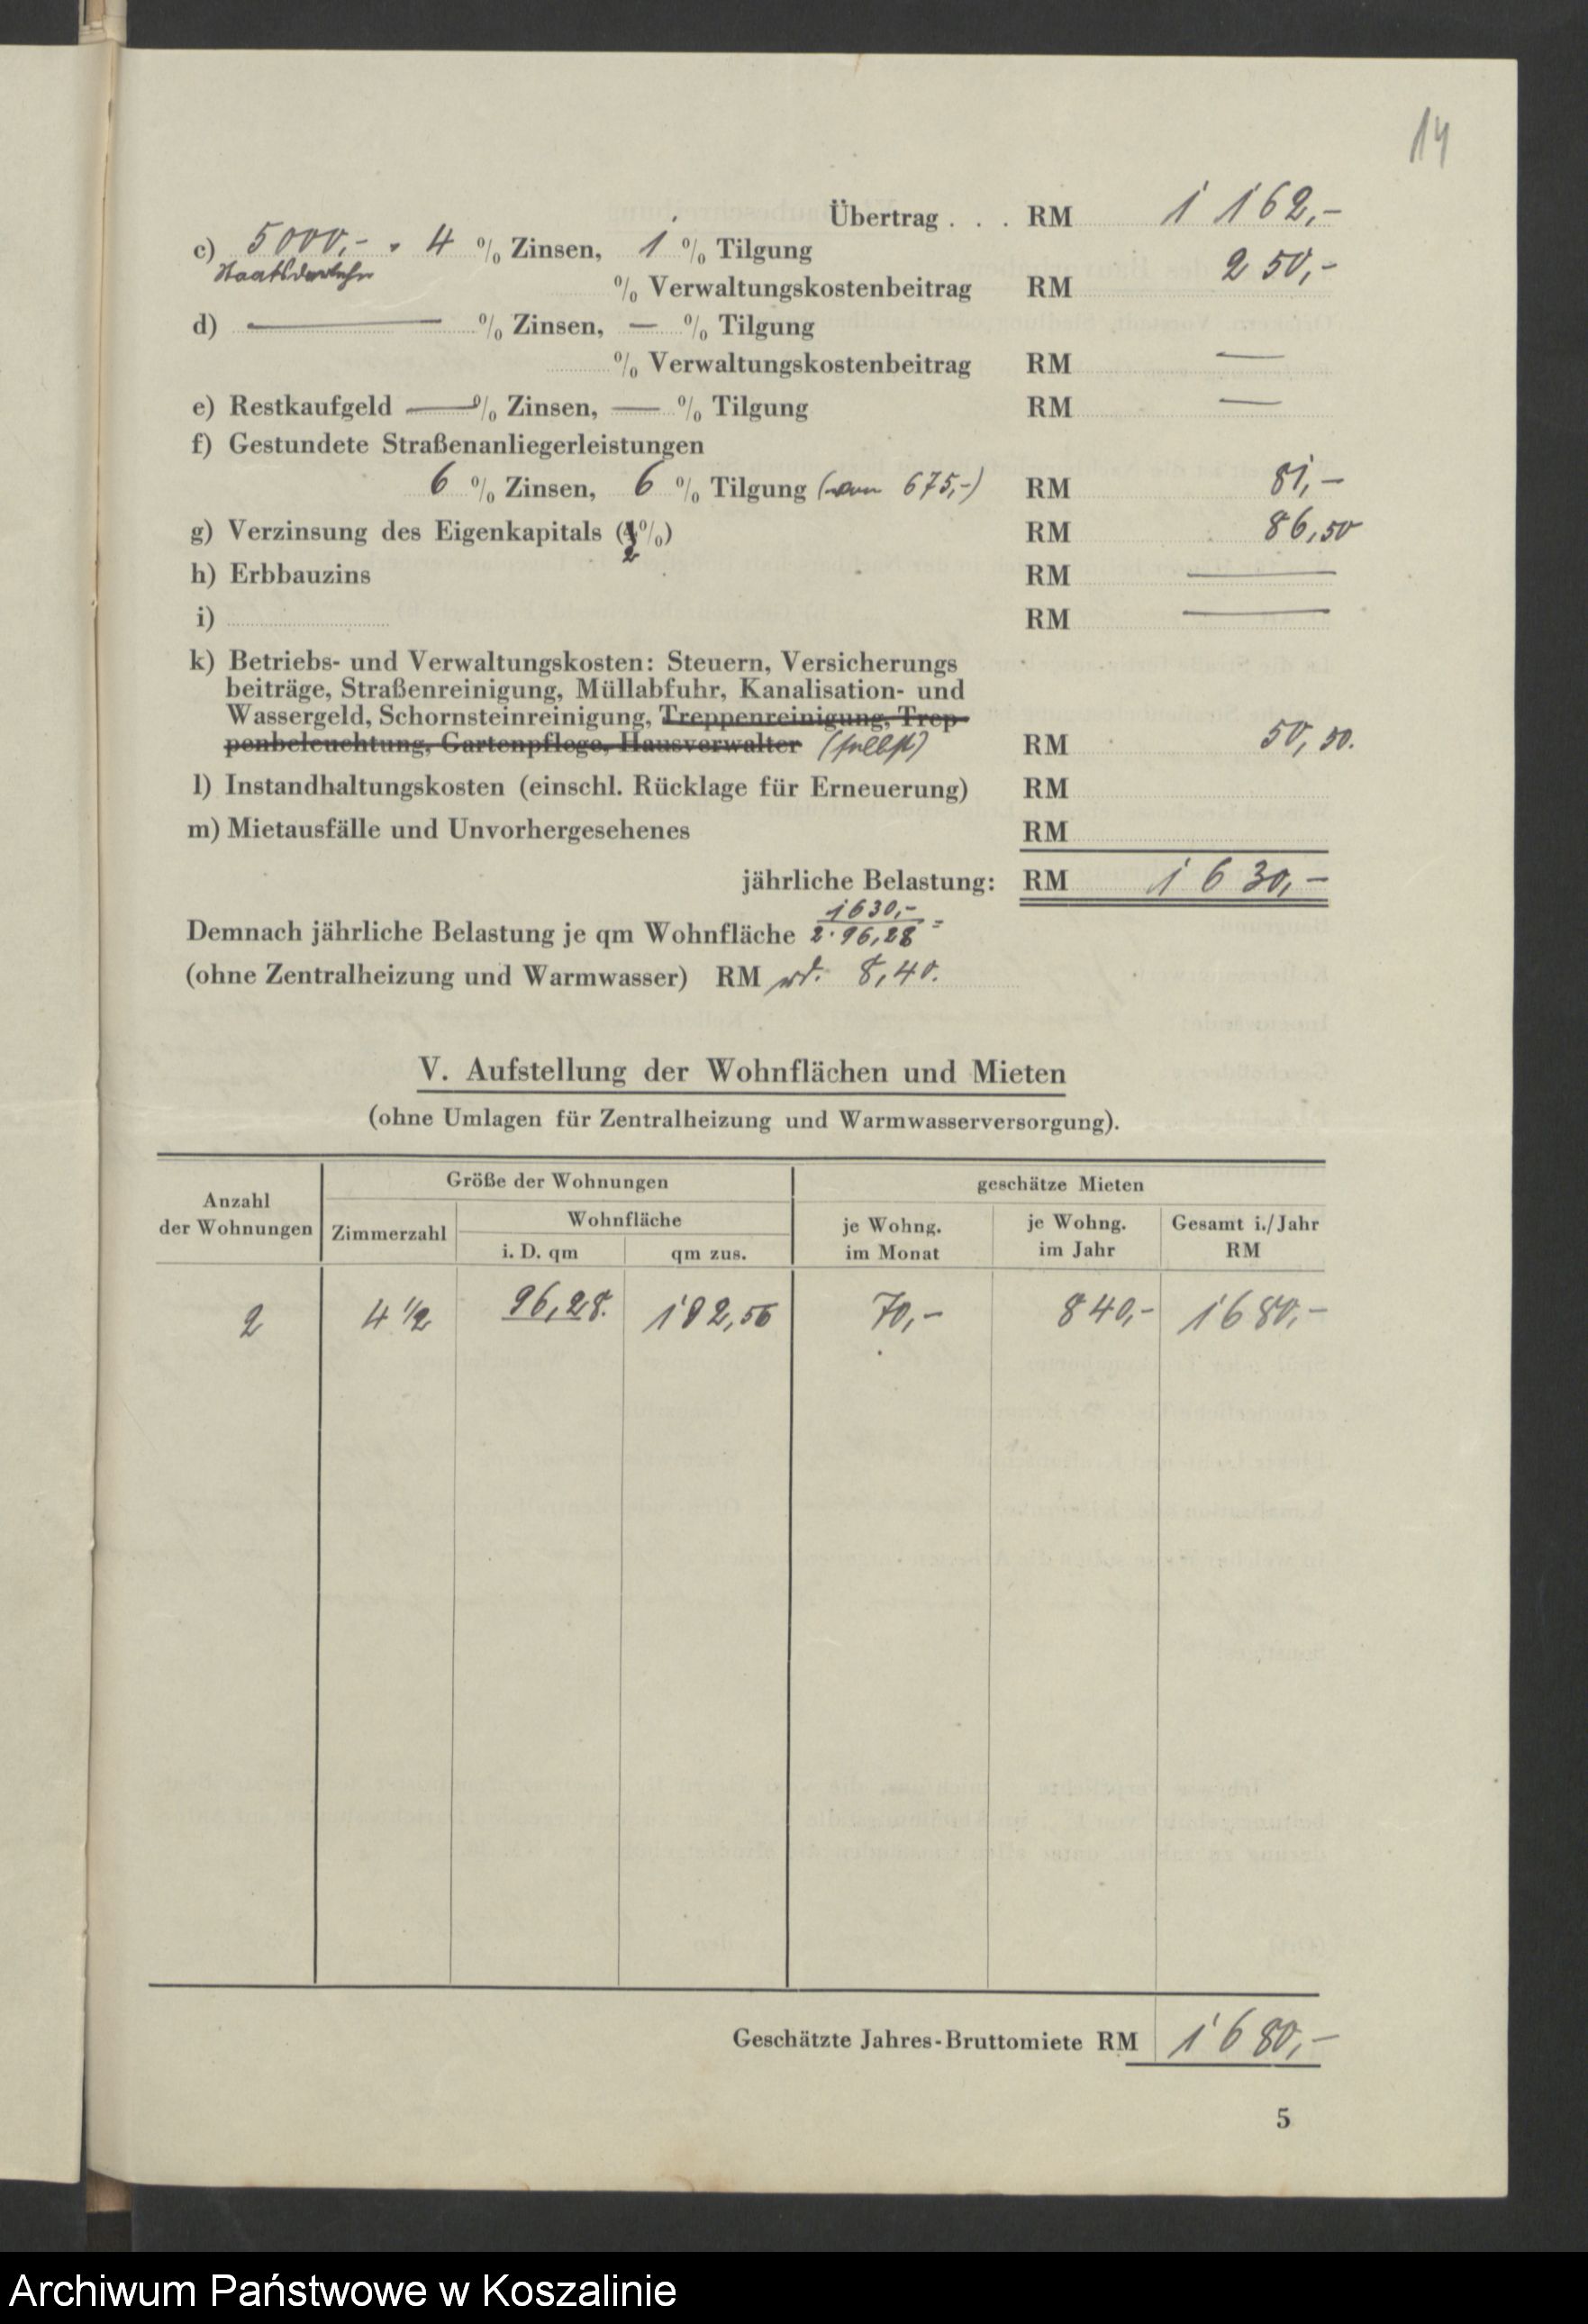 14
Übertrag . . . RM 1 162,-
c) 5000,- . 4 % Zinsen, 1 % Tilgung
Staatsdarlehn
% Verwaltungskostenbeitrag RM 250,-
d) — % Zinsen, — % Tilgung
% Verwaltungskostenbeitrag RM —
e) Restkaufgeld — % Zinsen, — % Tilgung RM —
f) Gestundete Straßenanliegerleistungen
6 % Zinsen, 6 % Tilgung (von 675,-) RM 81,-
g) Verzinsung des Eigenkapitals (%) RM 86,50
2
h) Erbbauzins RM —
i) RM —
k) Betriebs- und Verwaltungskosten: Steuern, Versicherungs
beiträge, Straßenreinigung, Müllabfuhr, Kanalisation- und
Wassergeld, Schornsteinreinigung, Treppenreinigung, Trep-
penbeleuchtung, Gartenpflege, Hausverwalter (selbst) RM 50,50.
l) Instandhaltungskosten (einschl. Rücklage für Erneuerung) RM
m) Mietausfälle und Unvorhergesehenes RM
jährliche Belastung: RM 1630,-
1630,-
Demnach jährliche Belastung je qm Wohnfläche 2·96,28 =
(ohne Zentralheizung und Warmwasser) RM rd. 8,40.
V. Aufstellung der Wohnflächen und Mieten
(ohne Umlagen für Zentralheizung und Warmwasserversorgung).
Größe der Wohnungen geschätze Mieten
Anzahl
der Wohnungen Zimmerzahl Wohnfläche je Wohng. je Wohng. Gesamt i./Jahr
i. D. qm qm zus. im Monat im Jahr RM
2 4 1/2 96,28. 192,56 70,- 840,- 1680,-
Geschätzte Jahres-Bruttomiete RM 1680,-
5
Archiwum Państwowe w Koszalinie